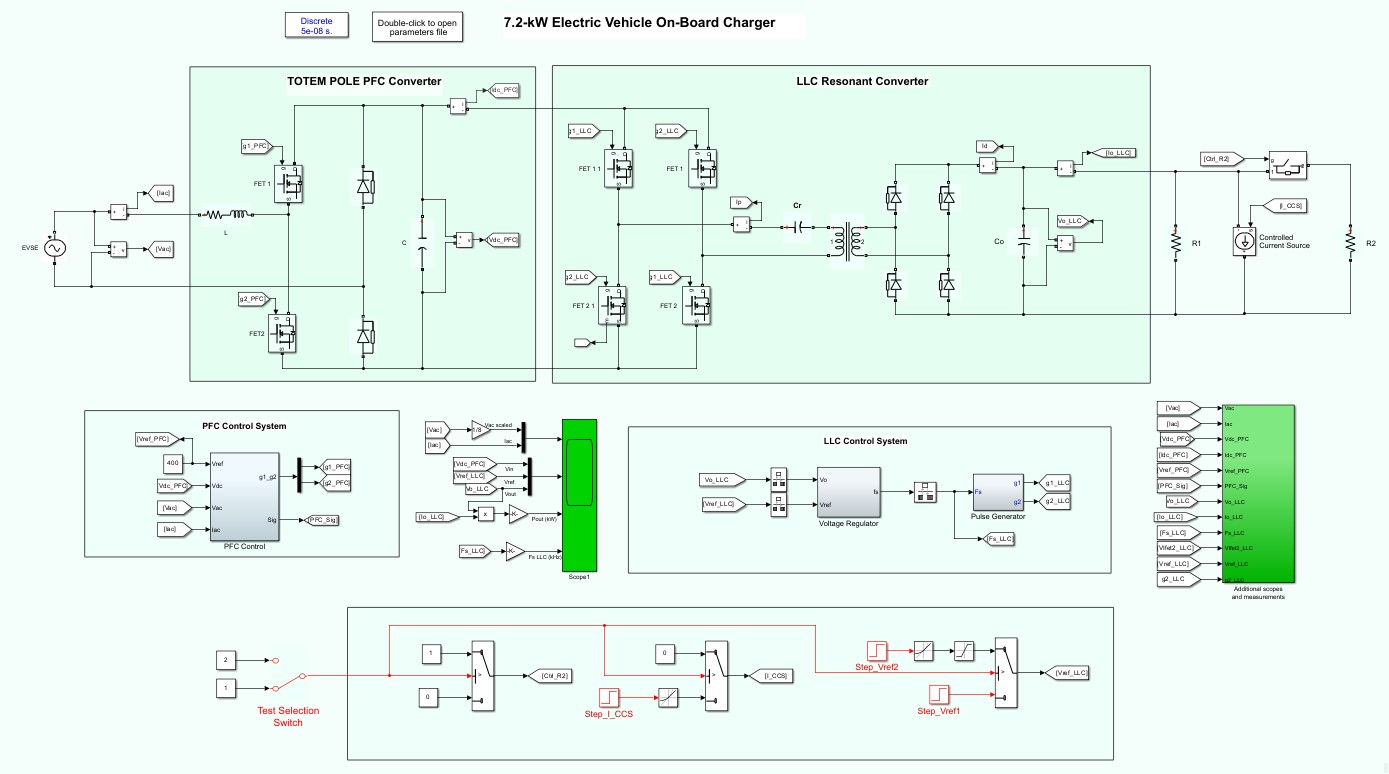 Discrete
5e-08 s.
Double-click to open
parameters file
7.2-kW Electric Vehicle On-Board Charger
TOTEM POLE PFC Converter
[Idc_PFC]
g1_PFC]
FET 1
[Iac]
L
EVSE
[Vac]
C
[Vdc_PFC]
g2_PFC]
FET2
LLC Resonant Converter
g1_LLC
g2_LLC
FET 1 1
FET 1
Id
[Io_LLC]
Ip
Cr
1
2
Co
Vo_LLC
g2_LLC
g1_LLC
FET 2 1
FET 2
[Ctrl_R2]
[I_CCS]
R1
Controlled
Current Source
R2
PFC Control System
[Vref_PFC]
400
Vref
Vdc_PFC]
Vdc
[Vac]
Vac
[Iac]
Iac
g1_g2
Sig
[g1_PFC]
[g2_PFC]
[PFC_Sig]
PFC Control
[Vac]
1/8
Vac scaled
[Iac]
Iac
[Vdc_PFC]
Vin
[Vref_LLC]
Vref
Vo_LLC
Vout
[Io_LLC]
x
-K-
Pout (kW)
[Fs_LLC]
-K-
Fs LLC (kHz)
Scope1
LLC Control System
Vo_LLC
[Vref_LLC]
Vo
Vref
fs
Voltage Regulator
Fs
g1
g2
Pulse Generator
g1_LLC
g2_LLC
[Fs_LLC]
[Vac]
Vac
[Iac]
Iac
[Vdc_PFC]
Vdc_PFC
[Idc_PFC]
Idc_PFC
[Vref_PFC]
Vref_PFC
[PFC_Sig]
PFC_Sig
Vo_LLC
Vo_LLC
[Io_LLC]
Io_LLC
[Fs_LLC]
Fs_LLC
Vlfet2_LLC
Vlfet2_LLC
[Vref_LLC]
Vref_LLC
g2_LLC
g2_LLC
Additional scopes
and measurements
2
1
Test Selection
Switch
1
0
>
[Ctrl_R2]
0
Step_I_CCS
>
[I_CCS]
Step_Vref2
Step_Vref1
>
[Vref_LLC]